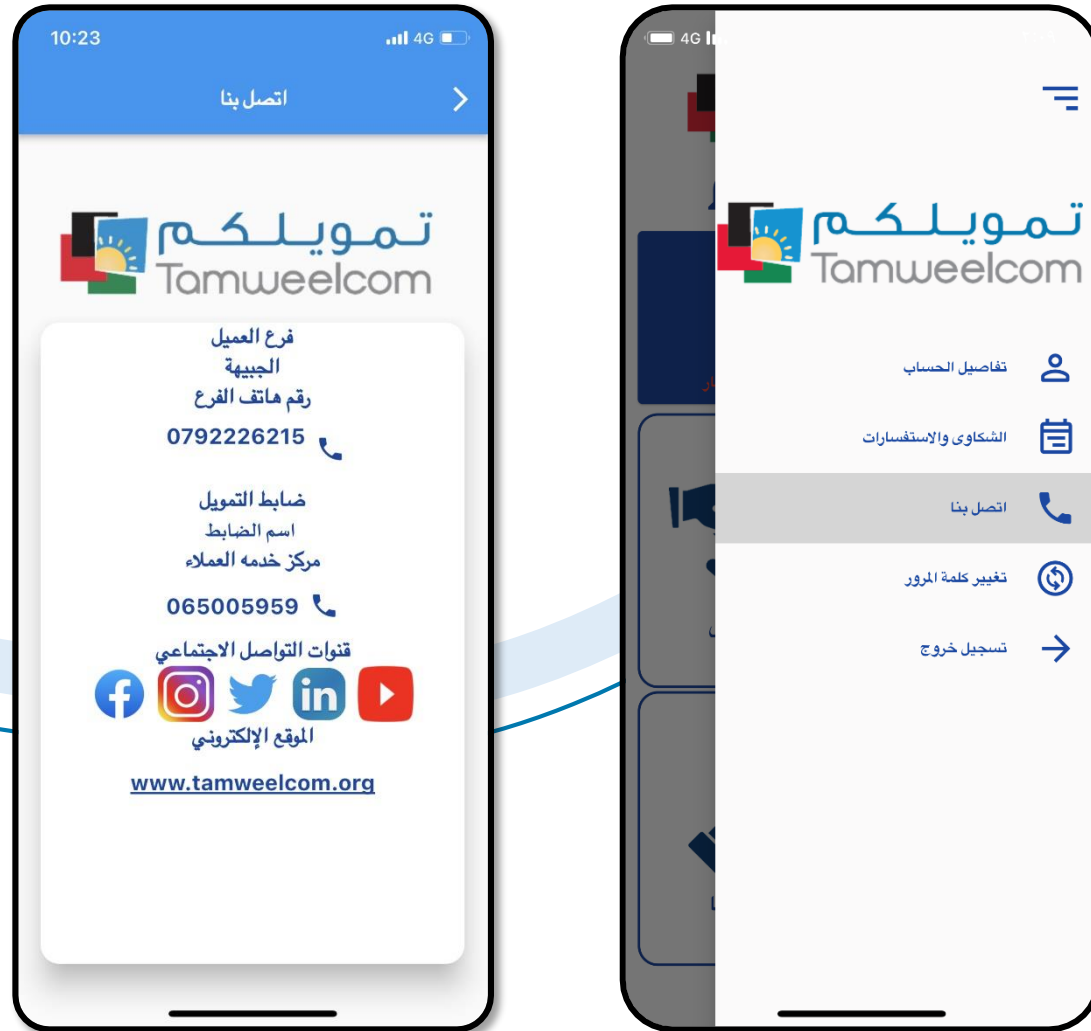 10:23
4G
اتصل بنا
تمويلكم
Tamweelcom
فرع العميل
الجبيهة
رقم هاتف الفرع
0792226215
ضابط التمويل
اسم الضابط
مركز خدمه العملاء
065005959
قنوات التواصل الاجتماعي
in
الموقع الإلكتروني
www.tamweelcom.org
4G
تمويلكم
Tamweelcom
تفاصيل الحساب
الشكاوى والاستفسارات
اتصل بنا
تغيير كلمة المرور
تسجيل خروج